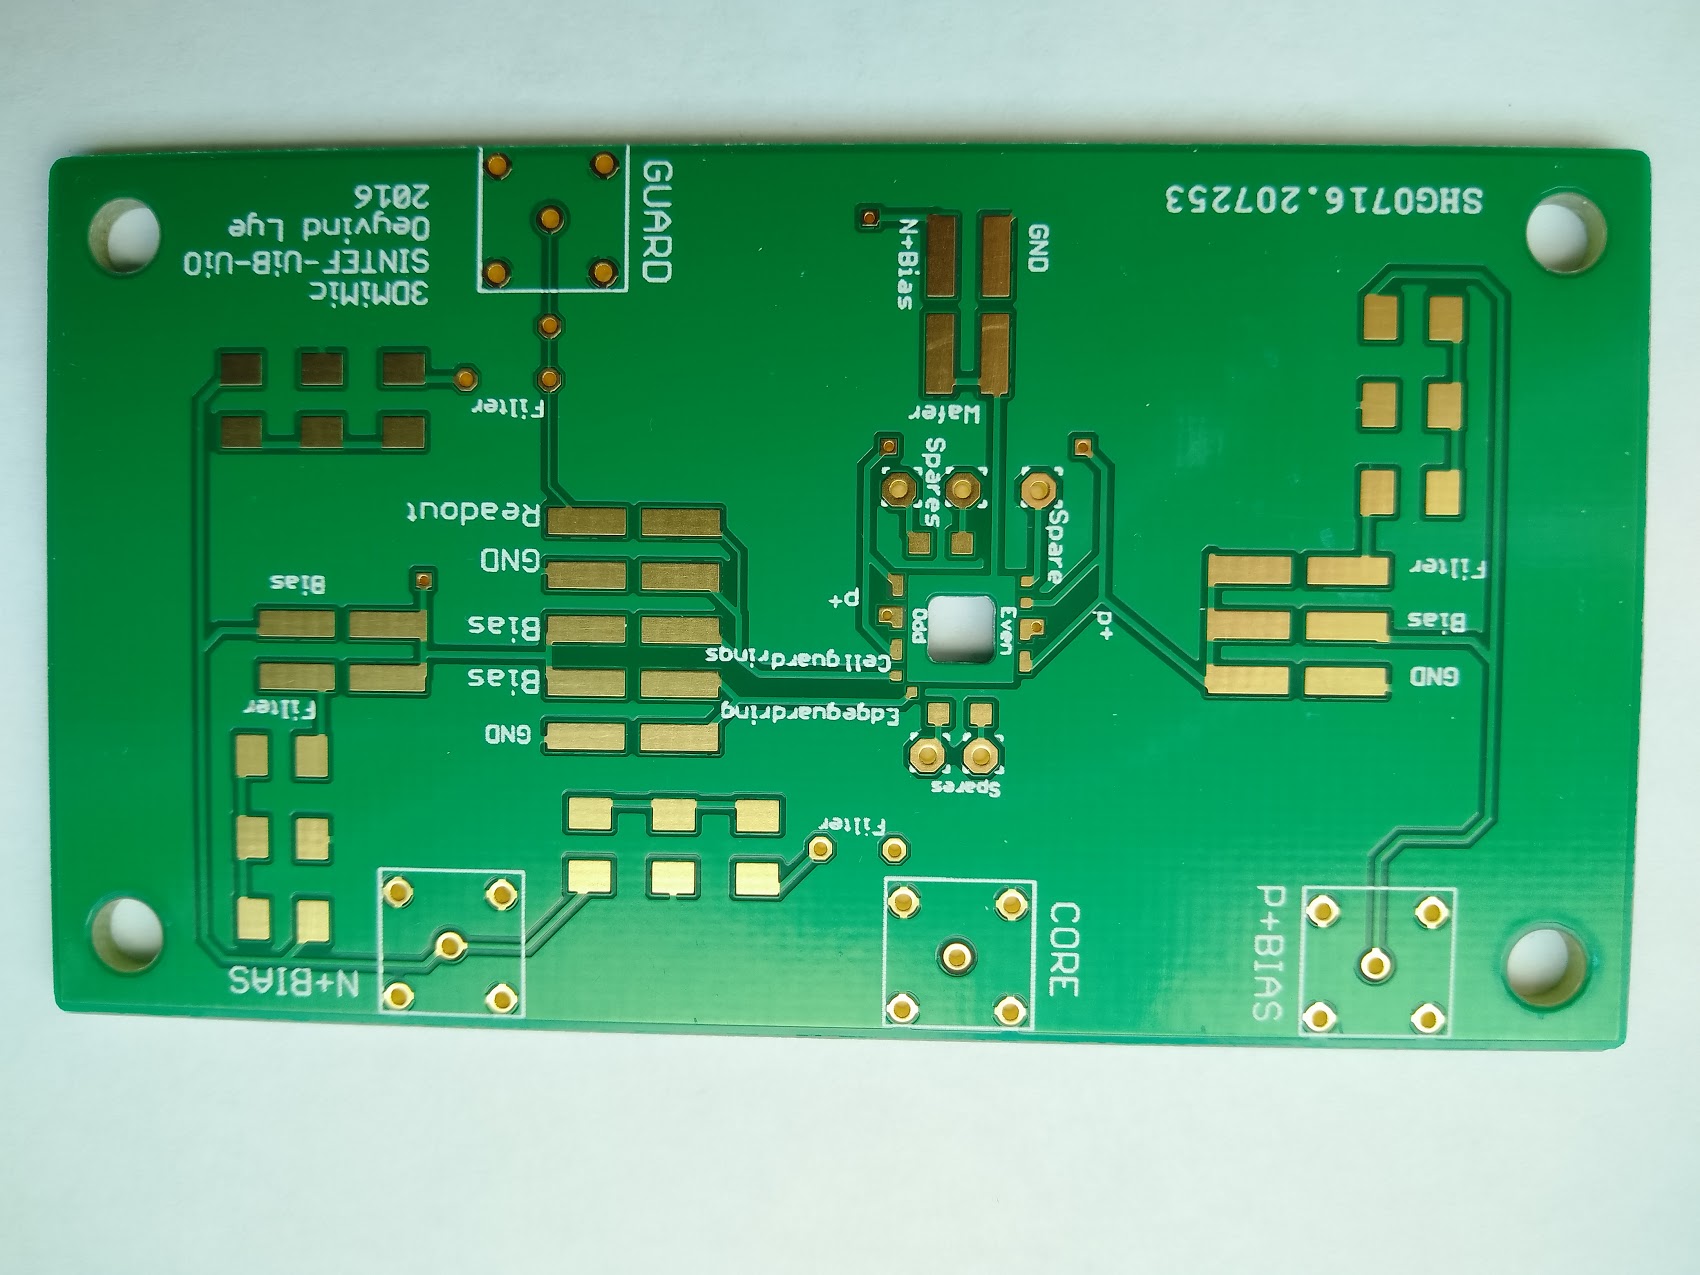 3DMiMic
SINTEF-UiB-UiO
Oeyvind Lye
2016
GUARD
SHG0716.207253
N+Bias
GND
Wafer
Filter
Spares
Spare
Readout
GND
Bias
Bias
GND
Bias
Filter
p+
Odd
Even
p+
Cellguardrings
Edgeguardring
Spares
Filter
Filter
Bias
GND
N+BIAS
CORE
P+BIAS